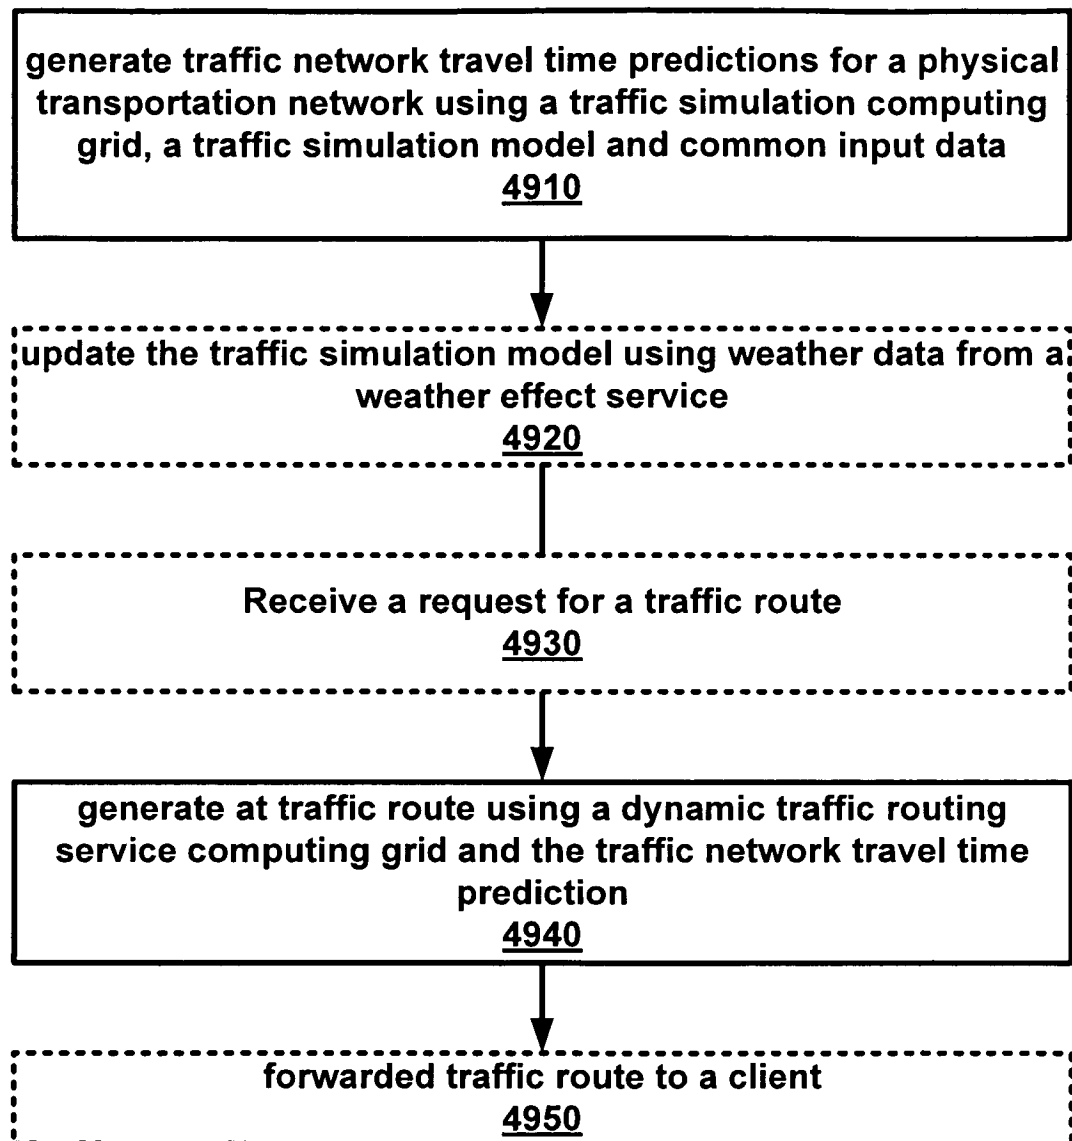 generate traffic network travel time predictions for a physical
transportation network using a traffic simulation computing
grid, a traffic simulation model and common input data
4910
update the traffic simulation model using weather data from a
weather effect service
4920
Receive a request for a traffic route
4930
generate at traffic route using a dynamic traffic routing
service computing grid and the traffic network travel time
prediction
4940
forwarded traffic route to a client
4950